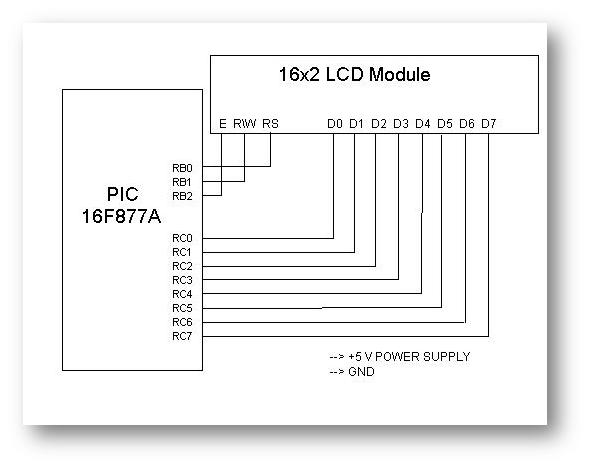 16x2 LCD Module
E RW RS D0 D1 D2 D3 D4 D5 D6 D7
RB0
RB1
RB2
PIC
16F877A
RC0
RC1
RC2
RC3
RC4
RC5
RC6
RC7
--> +5 V POWER SUPPLY
--> GND